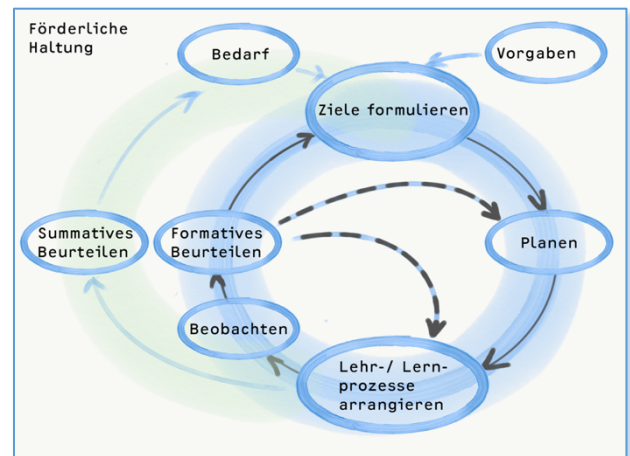 Förderliche
Haltung
Bedarf
Vorgaben
Ziele formulieren
Summatives
Beurteilen
Formatives
Beurteilen
Planen
Beobachten
Lehr-/ Lern-
prozesse
arrangieren